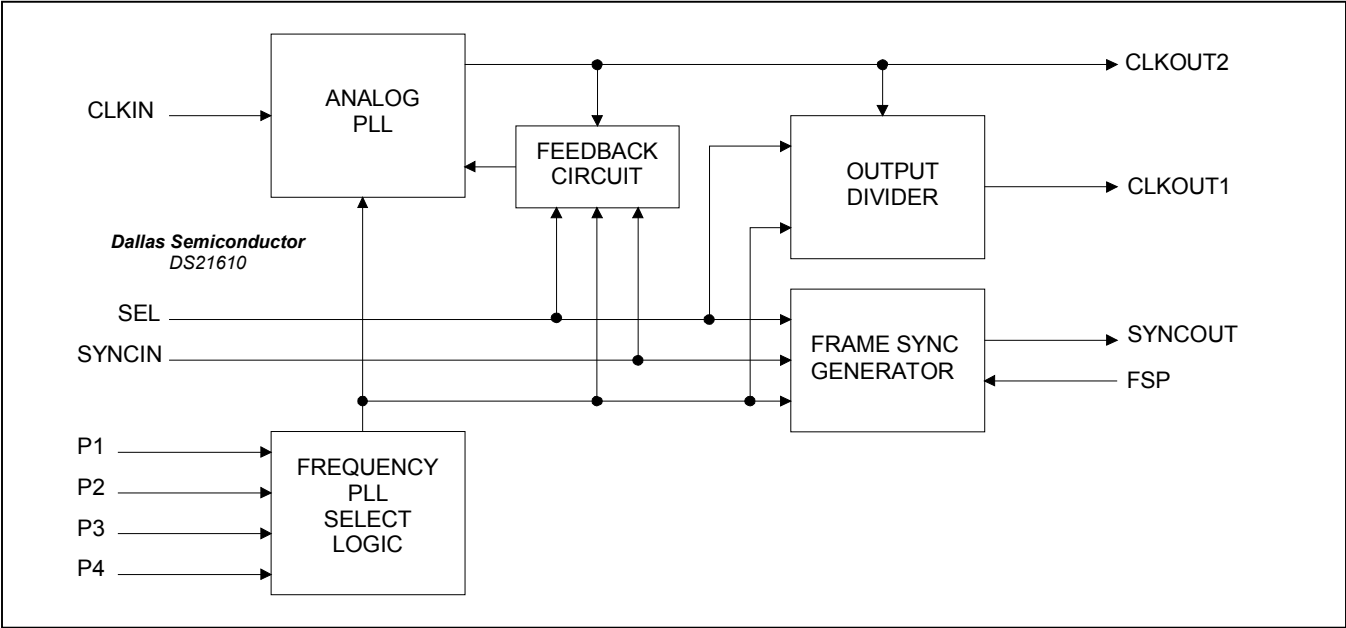 CLKIN
ANALOG
PLL
CLKOUT2
FEEDBACK
CIRCUIT
OUTPUT
DIVIDER
CLKOUT1
Dallas Semiconductor
DS21610
SEL
SYNCIN
FRAME SYNC
GENERATOR
SYNCOUT
FSP
P1
P2
P3
P4
FREQUENCY
PLL
SELECT
LOGIC